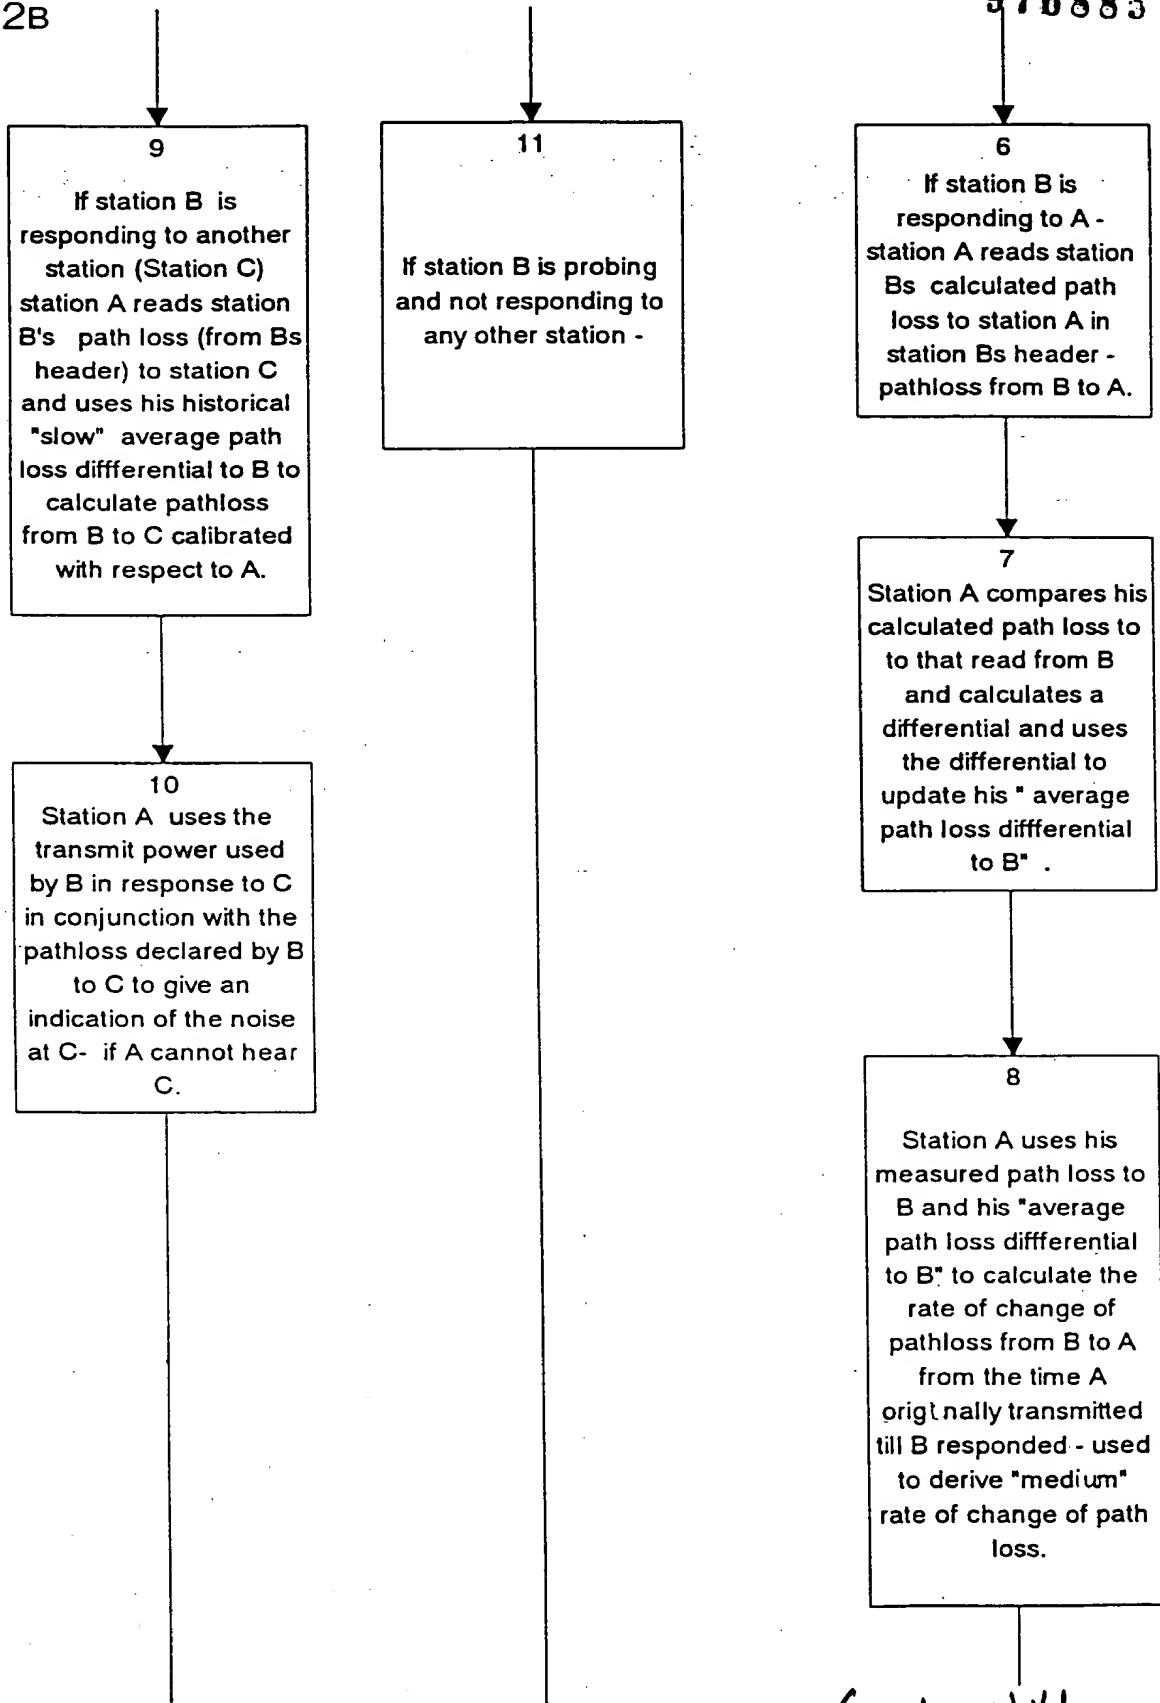 2B
9
If station B is
responding to another
station (Station C)
station A reads station
B's path loss (from Bs
header) to station C
and uses his historical
"slow" average path
loss diffferential to B to
calculate pathloss
from B to C calibrated
with respect to A.
10
Station A uses the
transmit power used
by B in response to C
in conjunction with the
pathloss declared by B
to C to give an
indication of the noise
at C- if A cannot hear
C.
11
If station B is probing
and not responding to
any other station -
6
If station B is
responding to A -
station A reads station
Bs calculated path
loss to station A in
station Bs header -
pathloss from B to A.
7
Station A compares his
calculated path loss to
to that read from B
and calculates a
differential and uses
the differential to
update his " average
path loss diffferential
to B" .
8
Station A uses his
measured path loss to
B and his "average
path loss diffferential
to B" to calculate the
rate of change of
pathloss from B to A
from the time A
originally transmitted
till B responded - used
to derive "medium"
rate of change of path
loss.